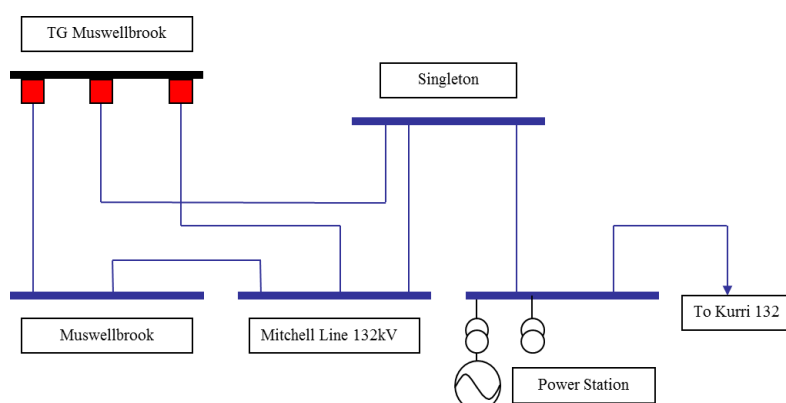 TG Muswellbrook
Singleton
Muswellbrook
Mitchell Line 132kV
To Kurri 132
Power Station